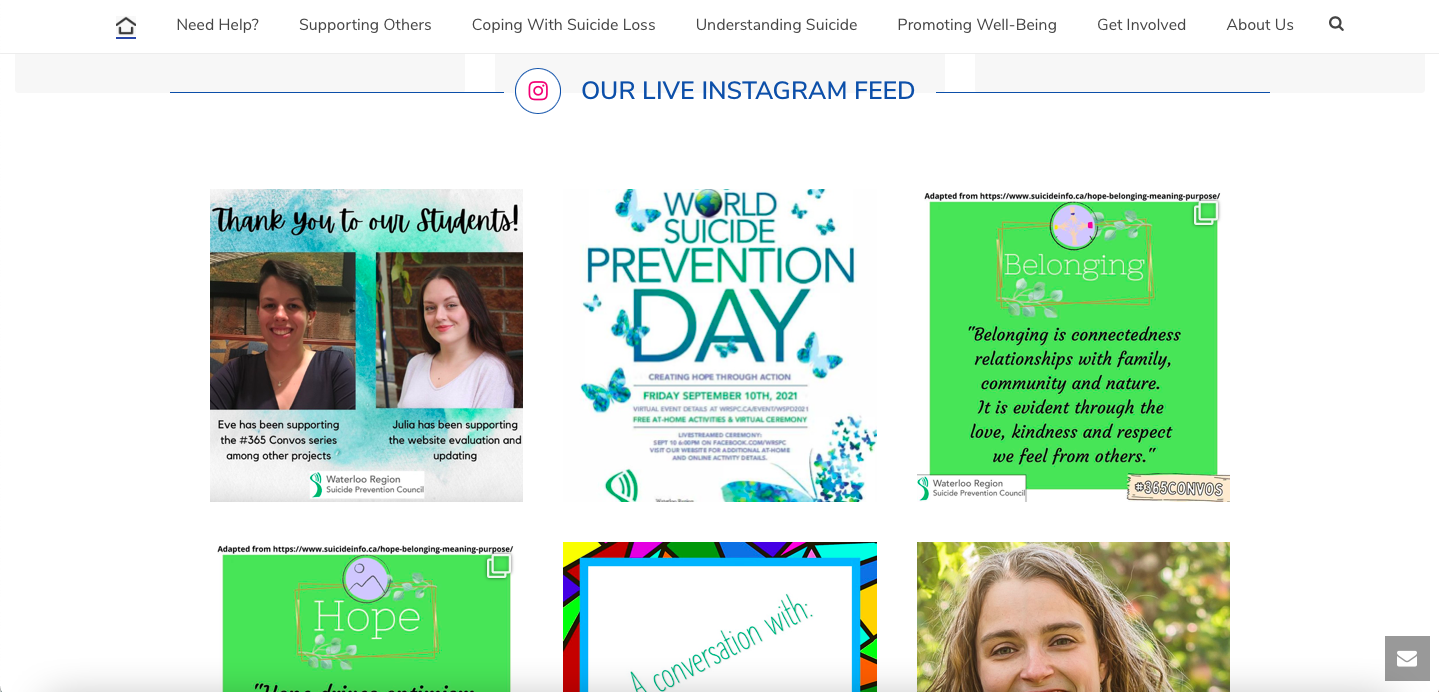 Need Help?
Supporting Others
Coping With Suicide Loss
Understanding Suicide
Promoting Well-Being
Get Involved
About Us
OUR LIVE INSTAGRAM FEED
Thank You to our Students!
Eve has been supporting
the #365 Convos series
among other projects
Julia has been supporting
the website evaluation and
updating
Waterloo Region
Suicide Prevention Council
WORLD
SUICIDE
PREVENTION
DAY
CREATING HOPE THROUGH ACTION
FRIDAY SEPTEMBER 10TH, 2021
VIRTUAL EVENT DETAILS AT WRSPC.CA/EVENT/WSPD2021
FREE AT-HOME ACTIVITIES & VIRTUAL CEREMONY
LIVESTREAMED CEREMONY:
SEPT 10 6:00PM ON FACEBOOK.COM/WRSPC
VISIT OUR WEBSITE FOR ADDITIONAL AT-HOME
AND ONLINE ACTIVITY DETAILS.
Waterloo Region
Adapted from https://www.suicideinfo.ca/hope-belonging-meaning-purpose/
Belonging
"Belonging is connectedness
relationships with family,
community and nature.
It is evident through the
love, kindness and respect
we feel from others."
Waterloo Region
Suicide Prevention Council
#365CONVOS
Adapted from https://www.suicideinfo.ca/hope-belonging-meaning-purpose/
Hope
"Hope drives optimism
A conversation with: